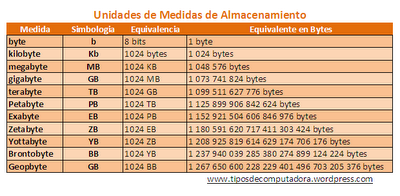 Unidades de Medidas de Almacenamiento
Medida Simbología Equivalencia Equivalente en Bytes
byte b 8 bits 1 byte
kilobyte Kb 1024 bytes 1 024 bytes
megabyte MB 1024 KB 1 048 576 bytes
gigabyte GB 1024 MB 1 073 741 824 bytes
terabyte TB 1024 GB 1 099 511 627 776 bytes
Petabyte PB 1024 TB 1 125 899 906 842 624 bytes
Exabyte EB 1024 PB 1 152 921 504 606 846 976 bytes
Zetabyte ZB 1024 EB 1 180 591 620 717 411 303 424 bytes
Yottabyte YB 1024 ZB 1 208 925 819 614 629 174 706 176 bytes
Brontobyte BB 1024 YB 1 237 940 039 285 380 274 899 124 224 bytes
Geopbyte GB 1024 BB 1 267 650 600 228 229 401 496 703 205 376 bytes
www.tiposdecomputadora.wordpress.com